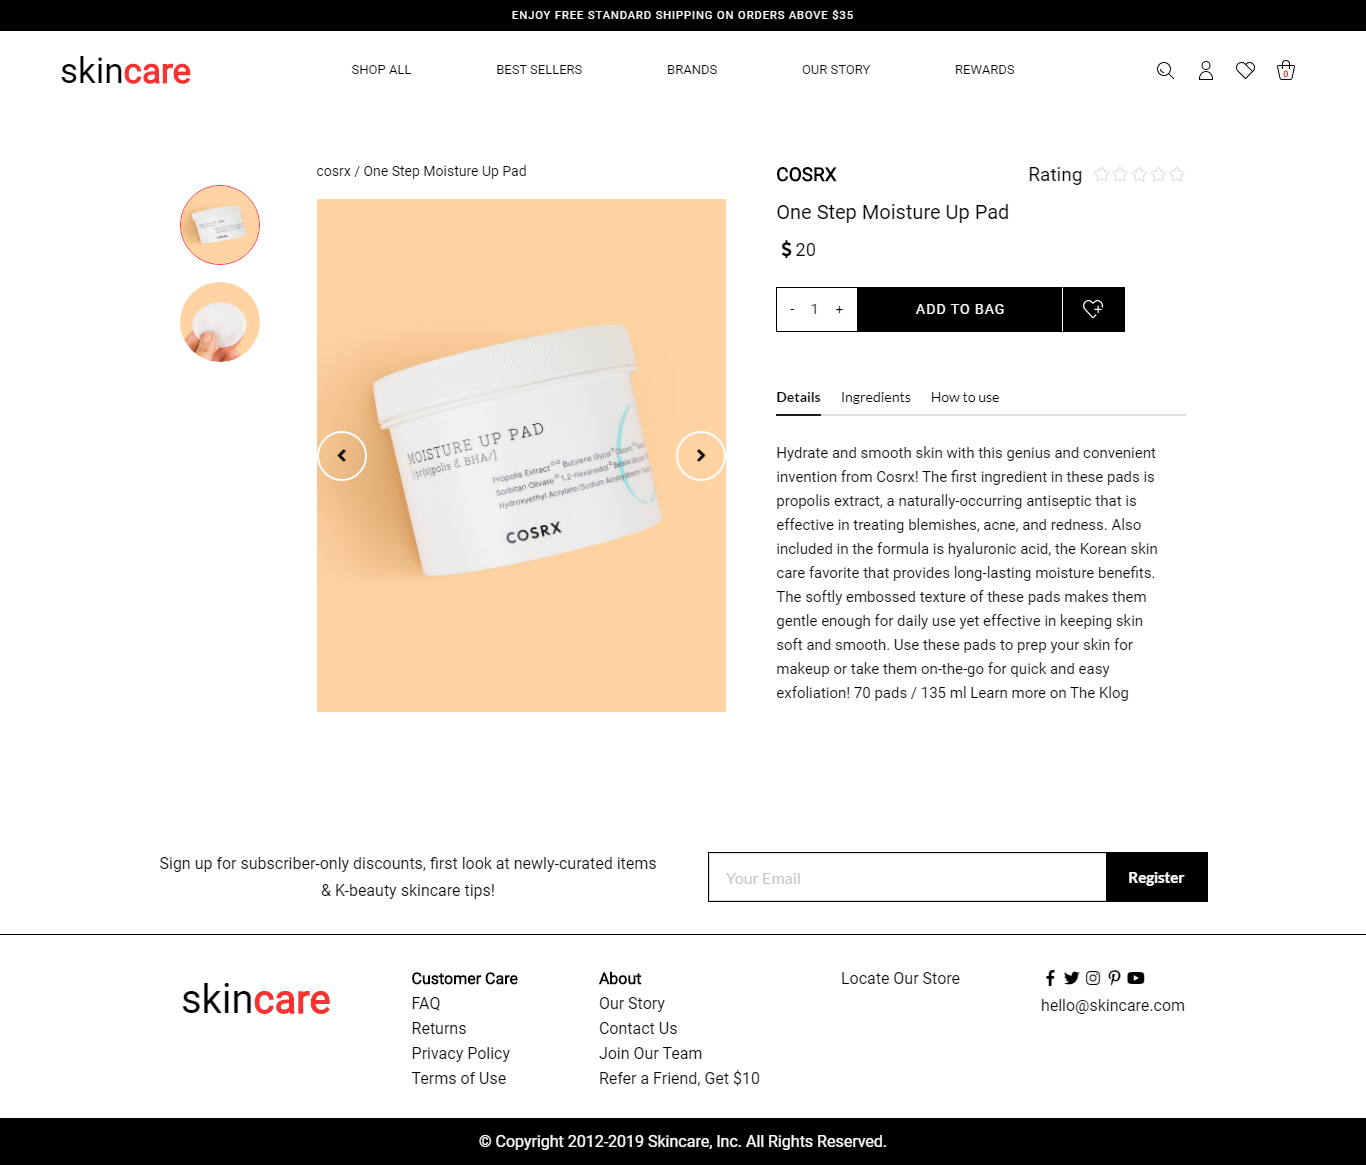 ENJOY FREE STANDARD SHIPPING ON ORDERS ABOVE $35
skincare
SHOP ALL
BEST SELLERS
BRANDS
OUR STORY
REWARDS
0
cosrx / One Step Moisture Up Pad
COSRX
Rating
One Step Moisture Up Pad
$ 20
- 1 +
ADD TO BAG
MOISTURE UP PAD
[/pr(o)polis & BHA/]
Propolis Extract Butylene Glycol
Sorbitan Olivate 1,2-Hexanediol
Hydroxyethyl Acrylate/Sodium
COSRX
Details
Ingredients
How to use
Hydrate and smooth skin with this genius and convenient
invention from Cosrx! The first ingredient in these pads is
propolis extract, a naturally-occurring antiseptic that is
effective in treating blemishes, acne, and redness. Also
included in the formula is hyaluronic acid, the Korean skin
care favorite that provides long-lasting moisture benefits.
The softly embossed texture of these pads makes them
gentle enough for daily use yet effective in keeping skin
soft and smooth. Use these pads to prep your skin for
makeup or take them on-the-go for quick and easy
exfoliation! 70 pads / 135 ml Learn more on The Klog
Sign up for subscriber-only discounts, first look at newly-curated items
& K-beauty skincare tips!
Your Email
Register
skincare
Customer Care
FAQ
Returns
Privacy Policy
Terms of Use
About
Our Story
Contact Us
Join Our Team
Refer a Friend, Get $10
Locate Our Store
hello@skincare.com
© Copyright 2012-2019 Skincare, Inc. All Rights Reserved.